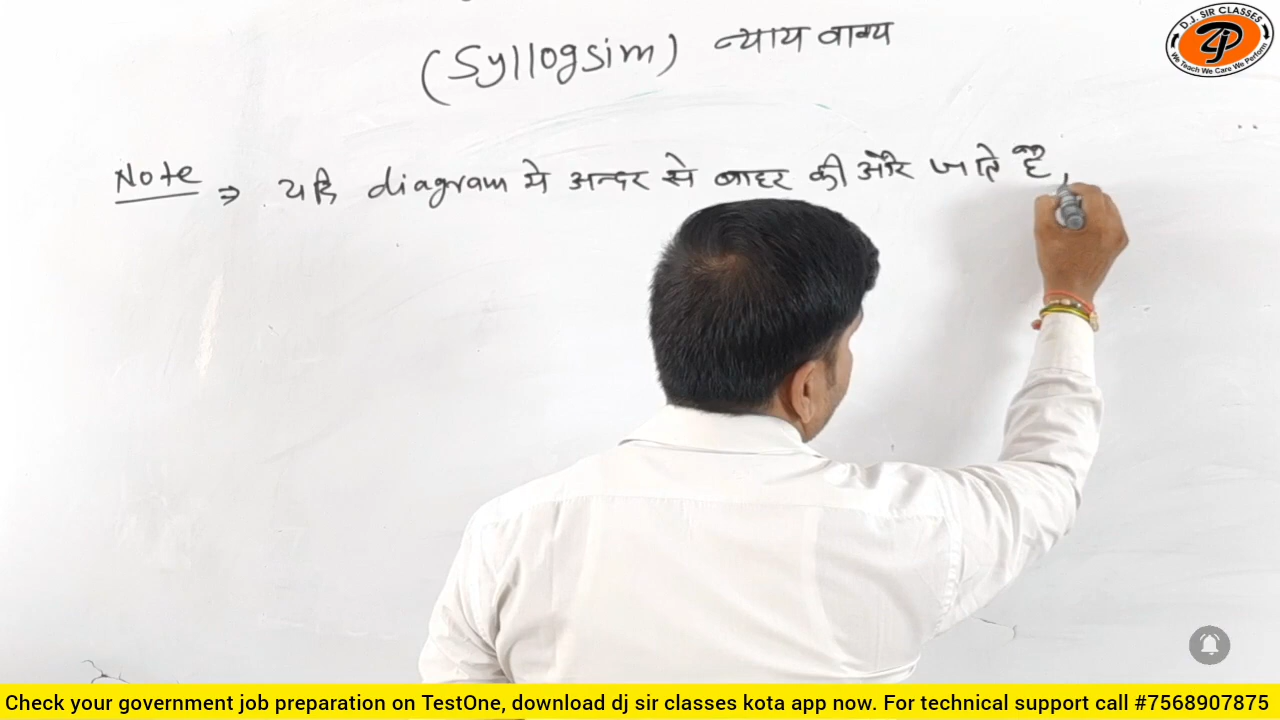 (Syllogsim) न्याय वाक्य
D.J. SIR CLASSES
We Teach We Care We Perform
Note ⇒ यदि diagram मे अन्दर से बाहर की और जाते है,
Check your government job preparation on TestOne, download dj sir classes kota app now. For technical support call #7568907875